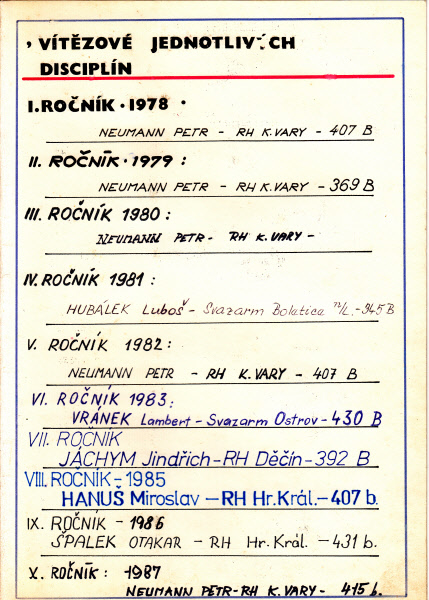 VÍTĚZOVÉ JEDNOTLIVÝCH
DISCIPLÍN
I. ROČNÍK · 1978
NEUMANN PETR - RH K. VARY - 407 B
II. ROČNÍK · 1979 :
NEUMANN PETR - RH K. VARY - 369 B
III. ROČNÍK 1980 :
NEUMANN PETR - RH K. VARY -
IV. ROČNÍK 1981 :
HUBÁLEK Luboš - Svazarm Bolatice n/L. - 345 B
V. ROČNÍK 1982 :
NEUMANN PETR - RH K. VARY - 407 B
VI. ROČNÍK 1983 :
VRÁNEK Lambert - Svazarm Ostrov - 430 B
VII. ROČNÍK
JÁCHYM Jindřich - RH Děčín - 392 B
VIII. ROČNÍK - 1985
HANUŠ Miroslav - RH Hr. Král. - 407 b.
IX. ROČNÍK - 1986
ŠPALEK OTAKAR - RH Hr. Král. - 431 b.
X. ROČNÍK : 1987
NEUMANN PETR - RH K. VARY - 415 b.